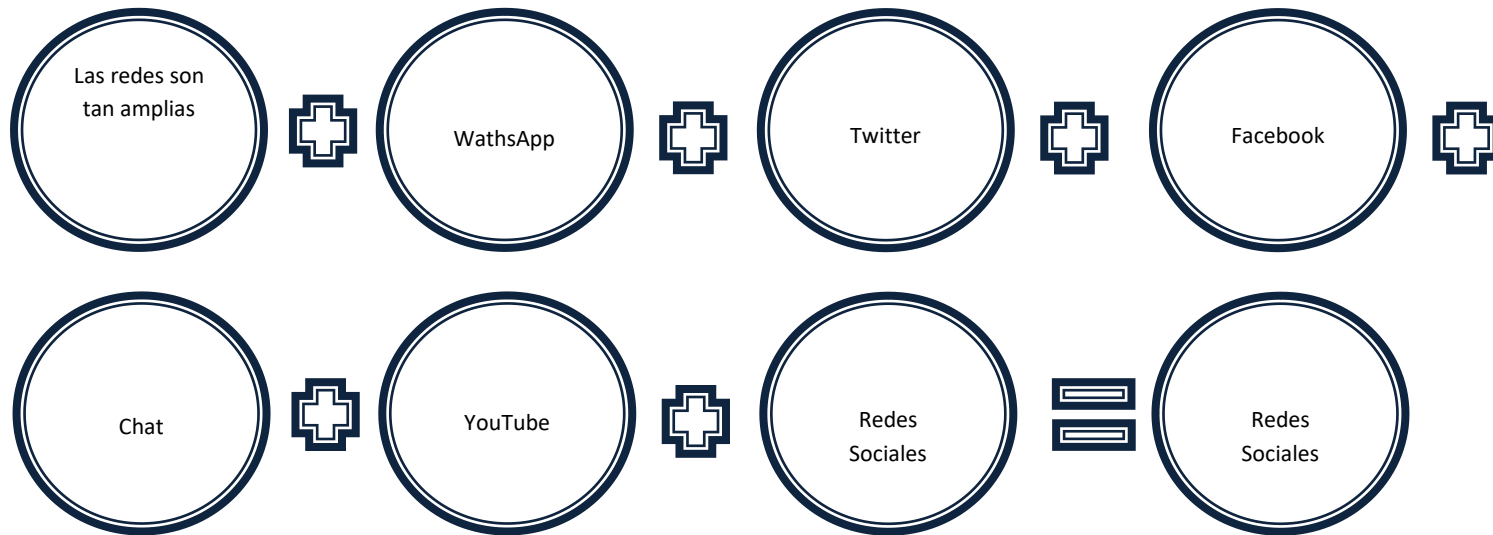 Las redes son
tan amplias
WathsApp
Twitter
Facebook
Chat
YouTube
Redes
Sociales
Redes
Sociales